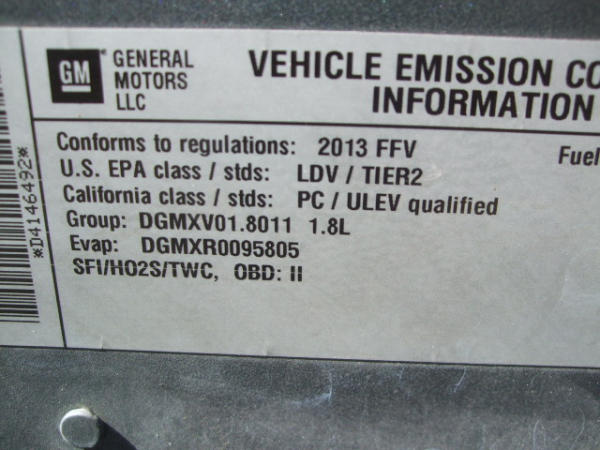 GM
GENERAL
MOTORS
LLC
VEHICLE EMISSION CO
INFORMATION
Conforms to regulations: 2013 FFV
Fuel
U.S. EPA class / stds: LDV / TIER2
California class / stds: PC / ULEV qualified
Group: DGMXV01.8011 1.8L
Evap: DGMXR0095805
SFI/HO2S/TWC, OBD: II
*D4146492*